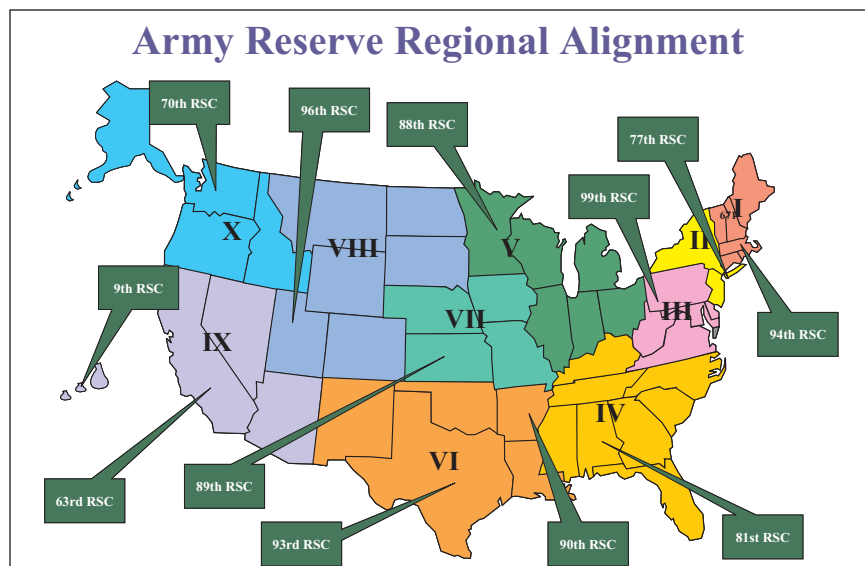 Army Reserve Regional Alignment
70th RSC
96th RSC
88th RSC
77th RSC
99th RSC
I
II
X
VIII
V
9th RSC
VII
III
94th RSC
IX
IV
VI
63rd RSC
89th RSC
93rd RSC
90th RSC
81st RSC